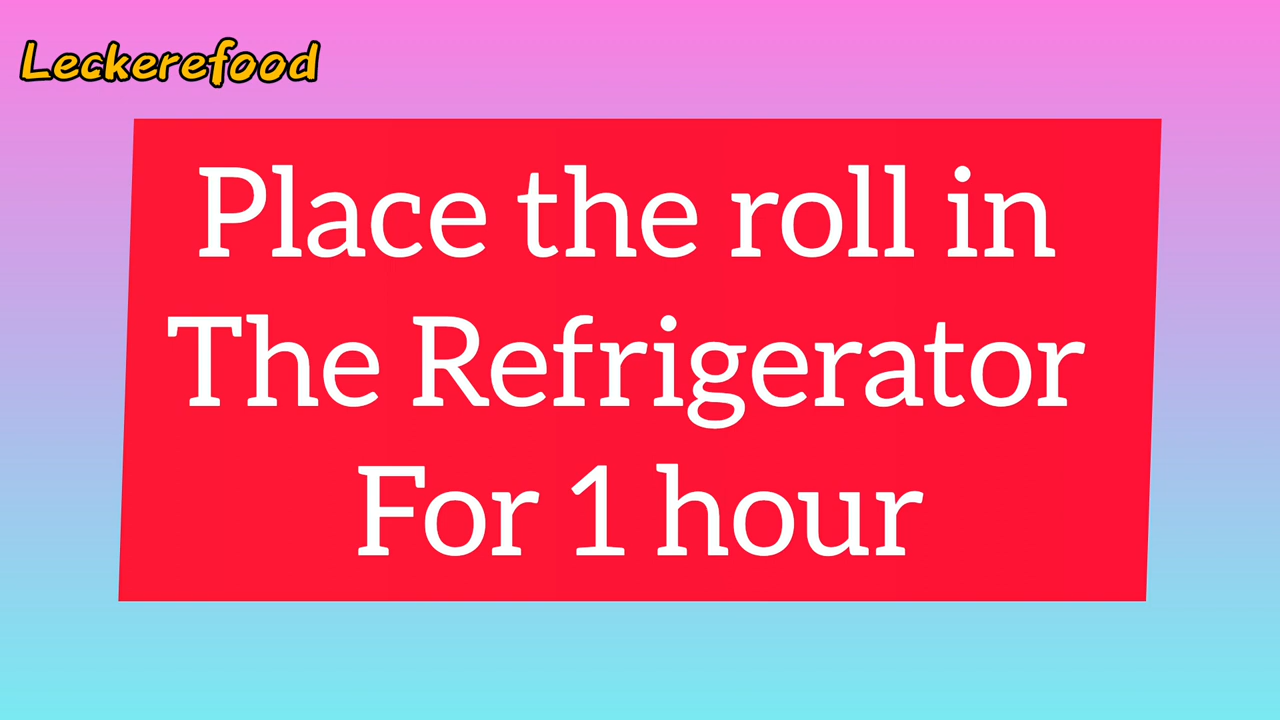 Leckerefood
Place the roll in
The Refrigerator
For 1 hour